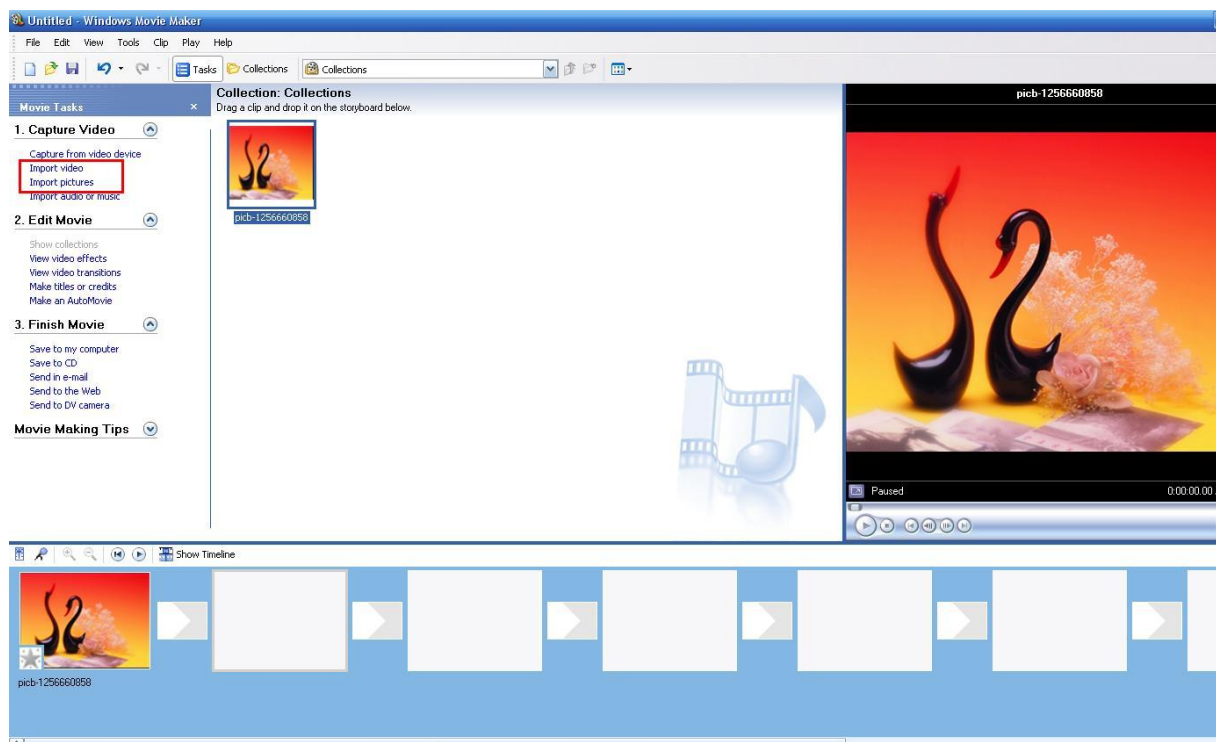 Untitled - Windows Movie Maker
File Edit View Tools Clip Play Help
Tasks Collections Collections
Movie Tasks
1. Capture Video
Capture from video device
Import video
Import pictures
Import audio or music
2. Edit Movie
Show collections
View video effects
View video transitions
Make titles or credits
Make an AutoMovie
3. Finish Movie
Save to my computer
Save to CD
Send in e-mail
Send to the Web
Send to DV camera
Movie Making Tips
Collection: Collections
Drag a clip and drop it on the storyboard below.
picb-1256660858
picb-1256660858
Paused 0:00:00.00
Show Timeline
picb-1256660858